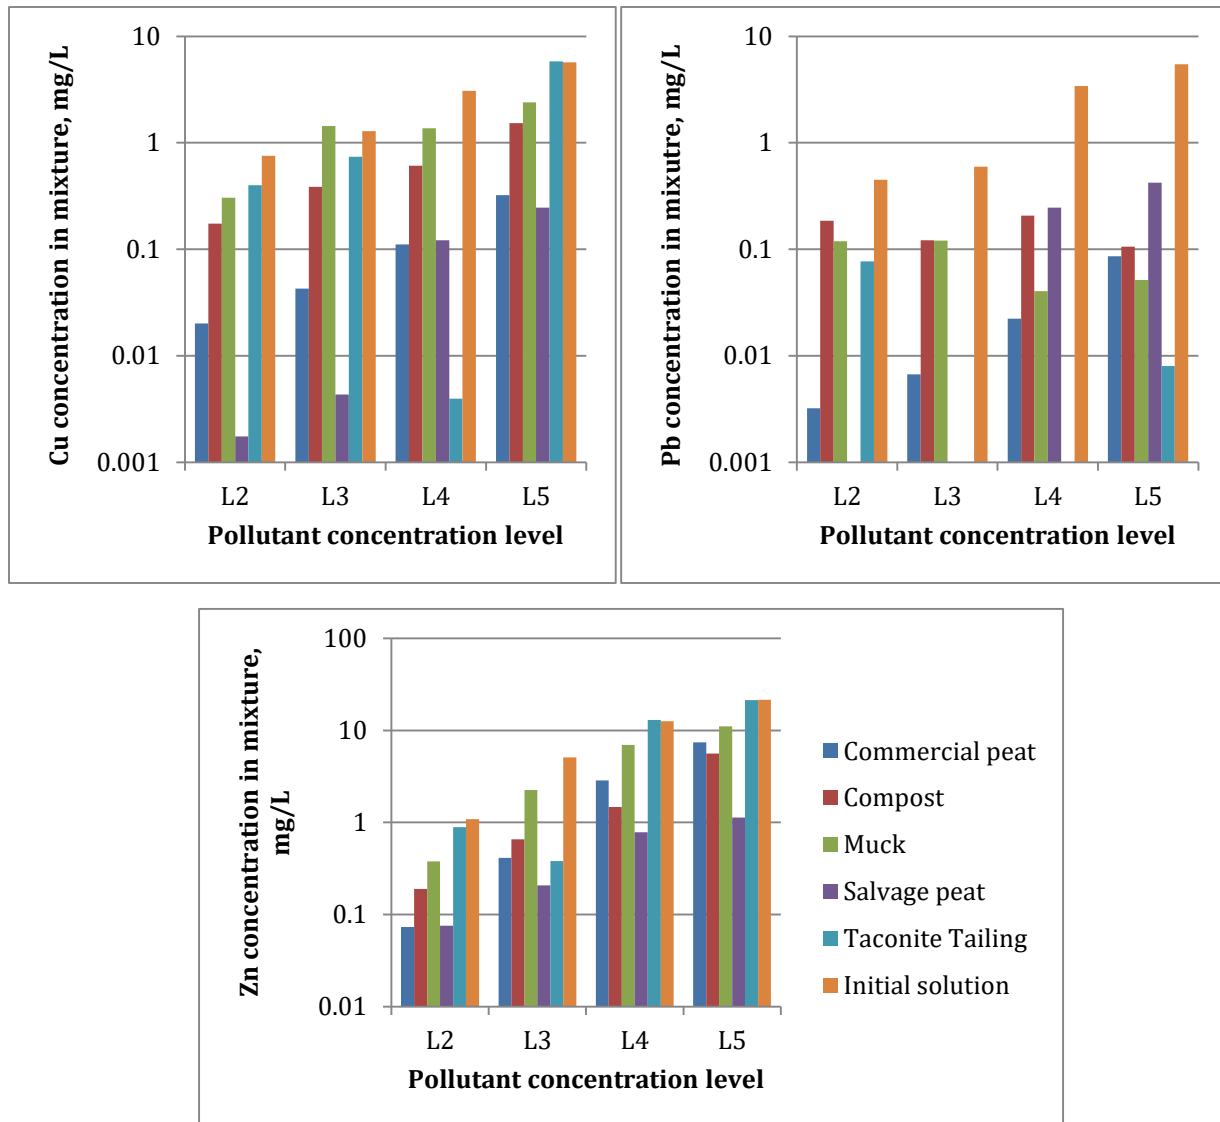 Cu concentration in mixture, mg/L
10
1
0.1
0.01
0.001
L2 L3 L4 L5
Pollutant concentration level
Pb concentration in mixutre, mg/L
10
1
0.1
0.01
0.001
L2 L3 L4 L5
Pollutant concentration level
Zn concentration in mixture,
mg/L
100
10
1
0.1
0.01
L2 L3 L4 L5
Pollutant concentration level
Commercial peat
Compost
Muck
Salvage peat
Taconite Tailing
Initial solution